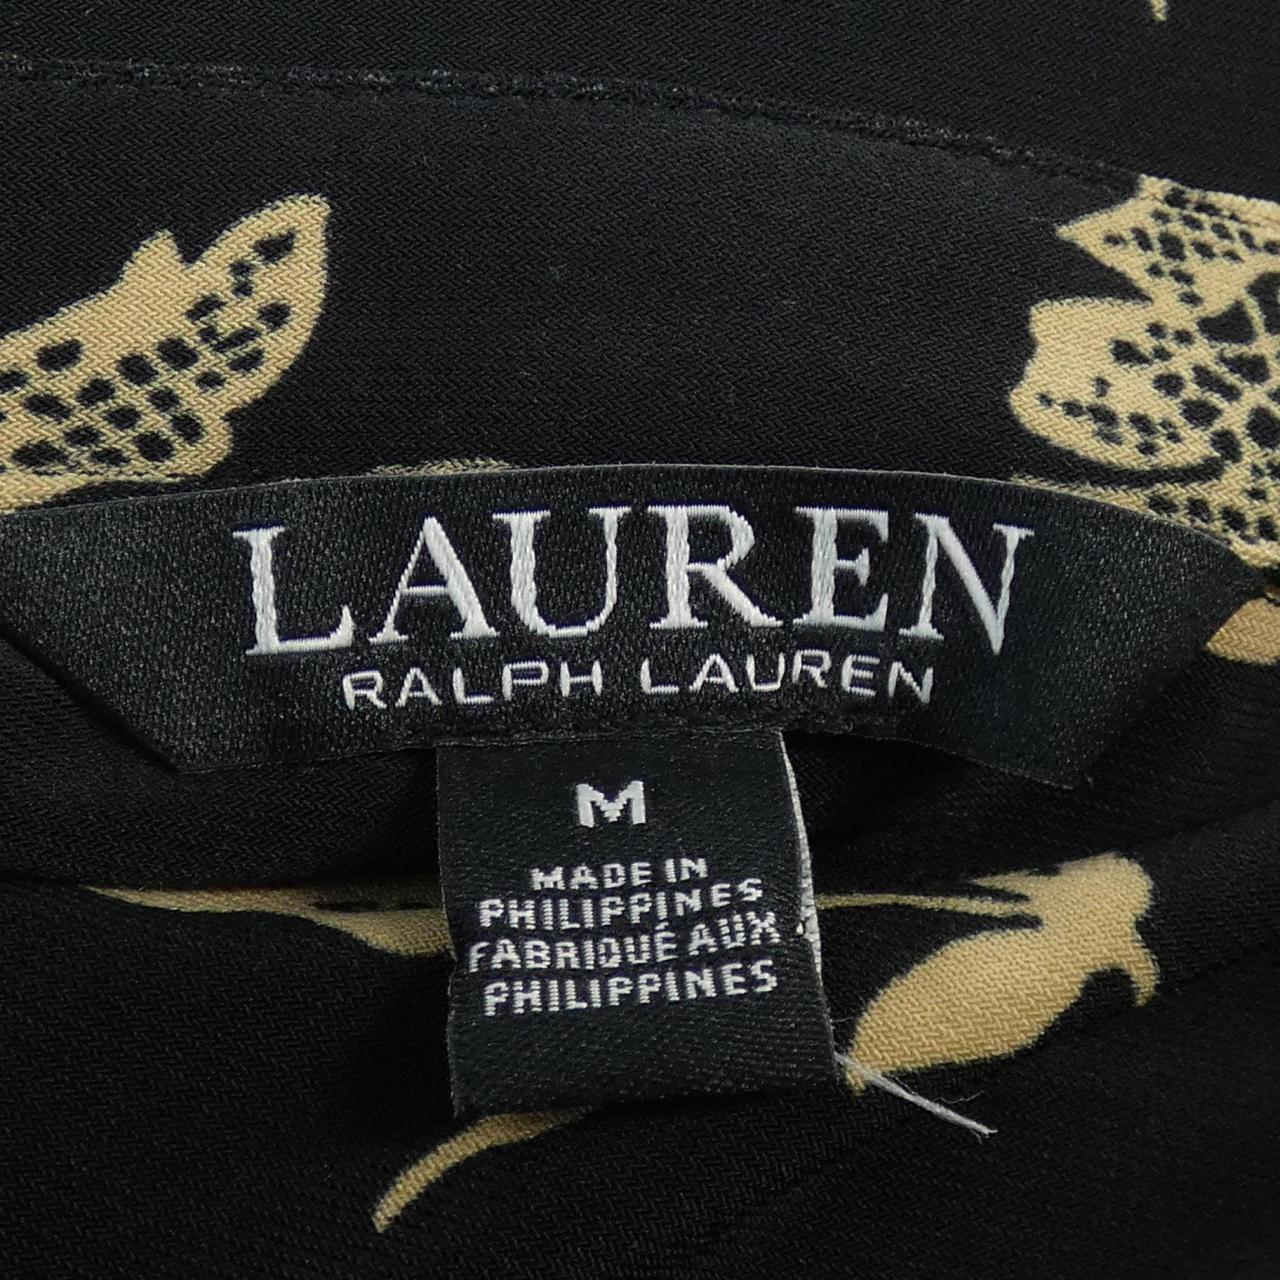 LAUREN
RALPH LAUREN
M
MADE IN
PHILIPPINES
FABRIQUÉ AUX
PHILIPPINES